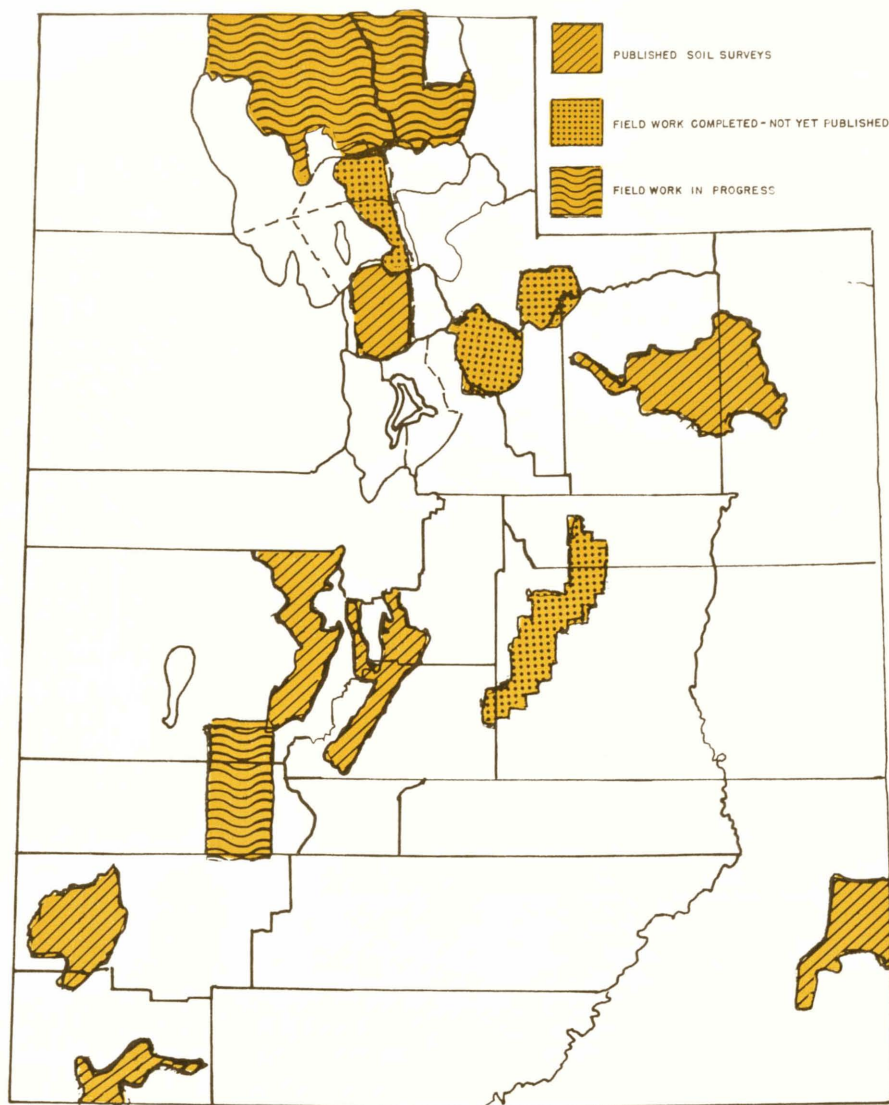 PUBLISHED SOIL SURVEYS
FIELD WORK COMPLETED - NOT YET PUBLISHED
FIELD WORK IN PROGRESS